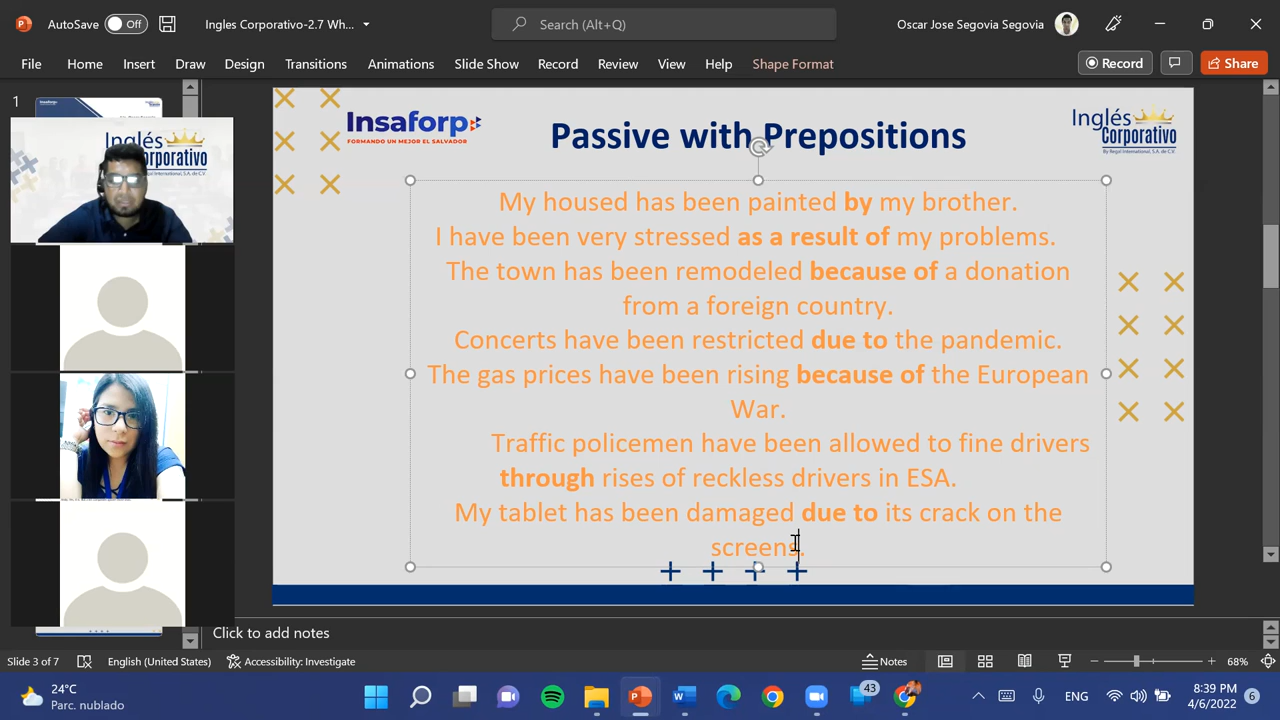 AutoSave
Off
Ingles Corporativo-2.7 Wh...
Search (Alt+Q)
Oscar Jose Segovia Segovia
File
Home
Insert
Draw
Design
Transitions
Animations
Slide Show
Record
Review
View
Help
Shape Format
Record
Share
1
Inglés
Corporativo
Insaforp
FORMANDO UN MEJOR EL SALVADOR
Passive with Prepositions
Inglés
Corporativo
By Regal International, S.A. de C.V.
My housed has been painted by my brother.
I have been very stressed as a result of my problems.
The town has been remodeled because of a donation
from a foreign country.
Concerts have been restricted due to the pandemic.
The gas prices have been rising because of the European
War.
Traffic policemen have been allowed to fine drivers
through rises of reckless drivers in ESA.
My tablet has been damaged due to its crack on the
screens.
Click to add notes
Slide 3 of 7
English (United States)
Accessibility: Investigate
Notes
68%
24°C
Parc. nublado
43
ENG
8:39 PM
4/6/2022
6